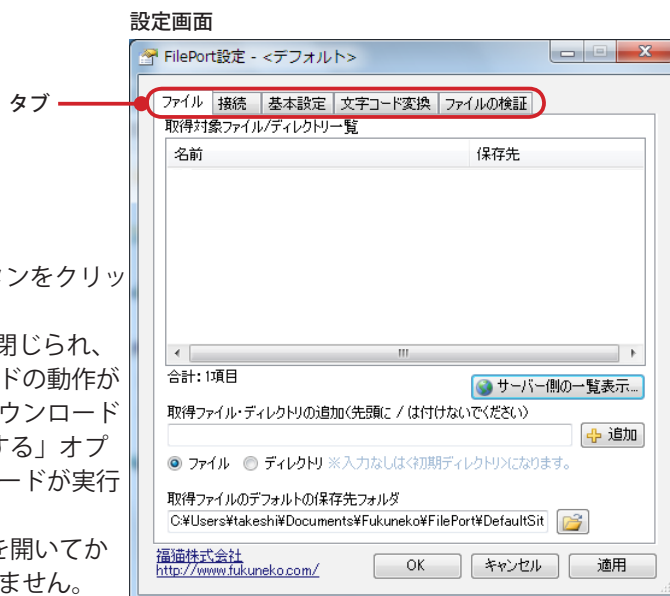 設定画面
FilePort設定 - <デフォルト>
タブ
ファイル 接続 基本設定 文字コード変換 ファイルの検証
取得対象ファイル/ディレクトリ一覧
名前 保存先
合計: 1項目
サーバー側の一覧表示...
取得ファイル・ディレクトリの追加(先頭に / は付けないでください)
追加
ファイル ディレクトリ ※入力なしは<初期ディレクトリ>になります。
取得ファイルのデフォルトの保存先フォルダ
C:¥Users¥takeshi¥Documents¥Fukuneko¥FilePort¥DefaultSit
福猫株式会社
http://www.fukuneko.com/
OK キャンセル 適用
タンをクリッ
閉じられ、
ドの動作が
ウンロード
する」オプ
ードが実行
を開いてか
ません。